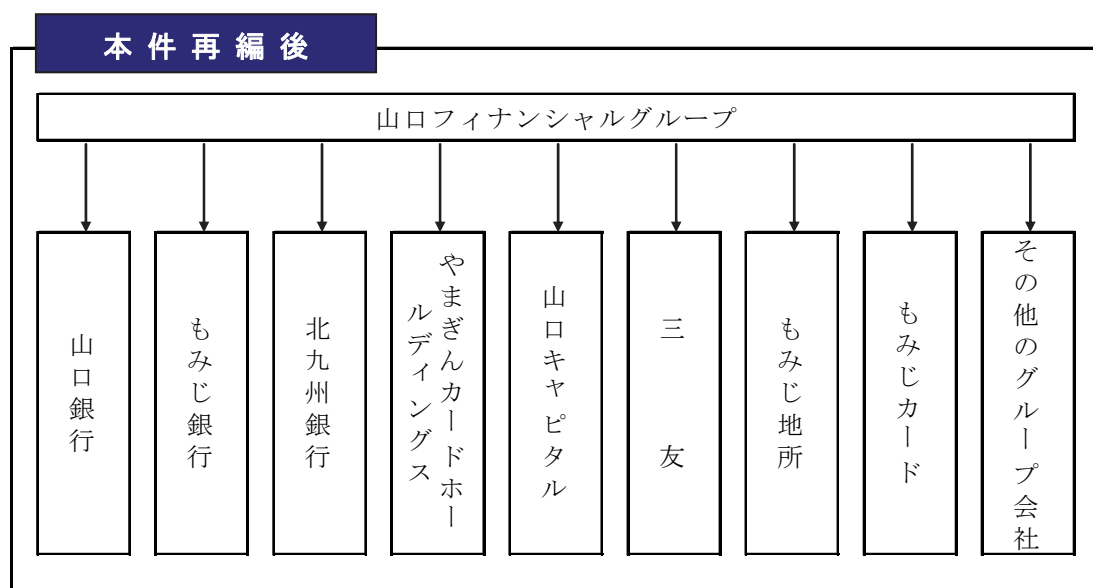 本件再編後
山口フィナンシャルグループ
山口銀行
もみじ銀行
北九州銀行
やまぎんカードホー
ルディングス
山口キャピタル
三友
もみじ地所
もみじカード
その他のグループ会社